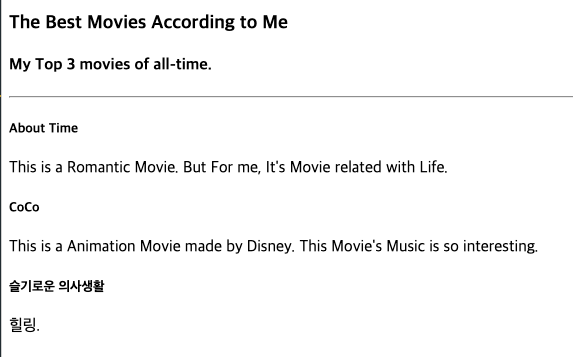 The Best Movies According to Me
My Top 3 movies of all-time.
About Time
This is a Romantic Movie. But For me, It's Movie related with Life.
CoCo
This is a Animation Movie made by Disney. This Movie's Music is so interesting.
슬기로운 의사생활
힐링.